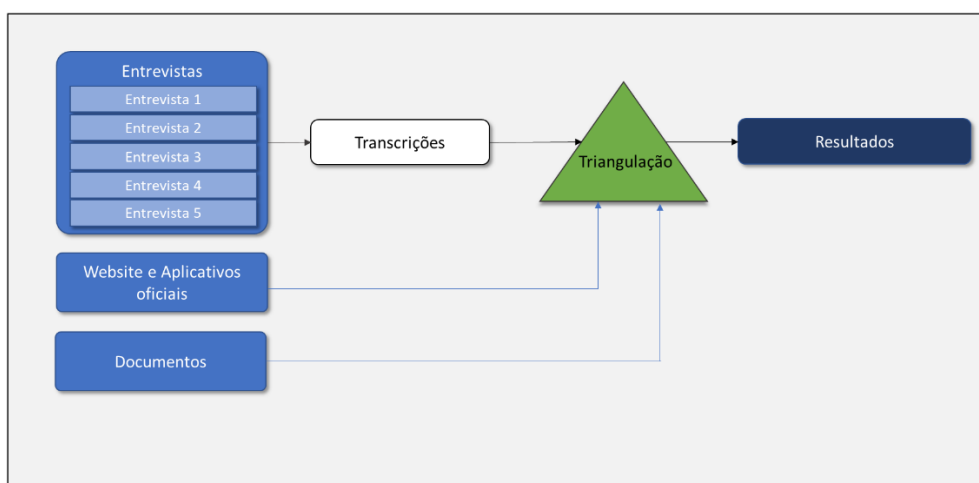 Entrevistas
Entrevista 1
Entrevista 2
Entrevista 3
Entrevista 4
Entrevista 5
Transcrições
Triangulação
Resultados
Website e Aplicativos
oficiais
Documentos